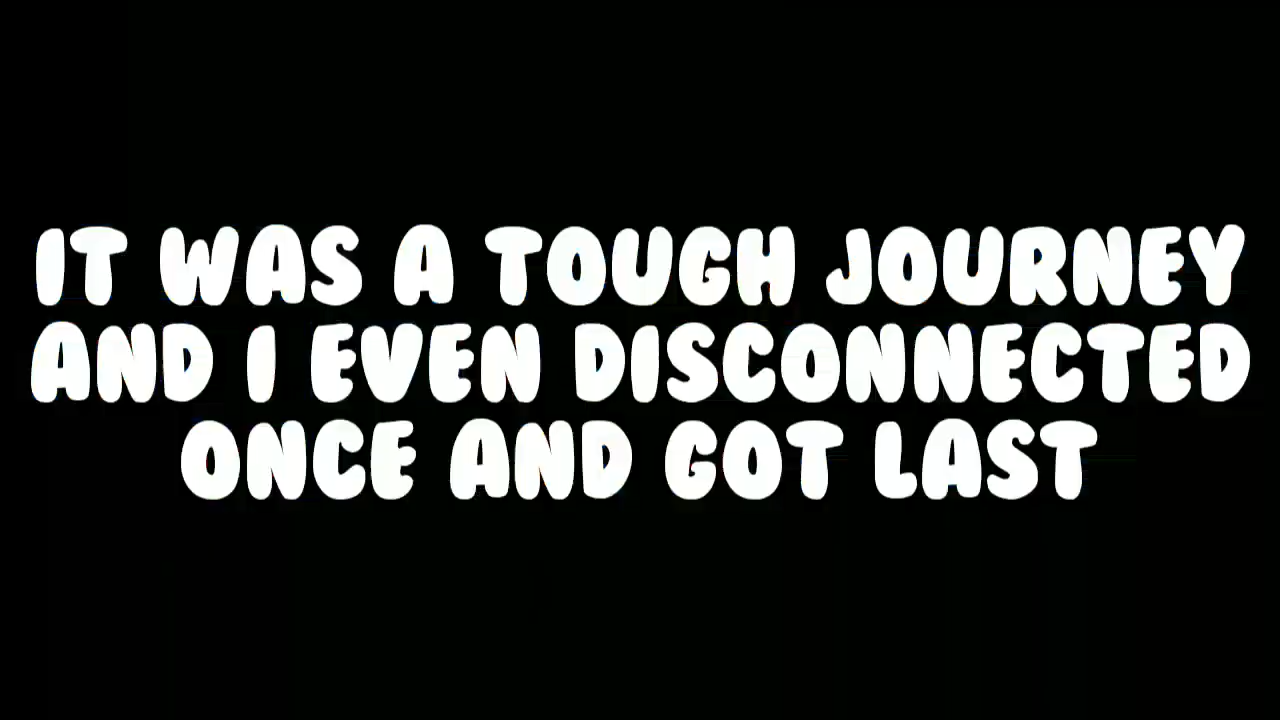 IT WAS A TOUGH JOURNEY
AND I EVEN DISCONNECTED
ONCE AND GOT LAST